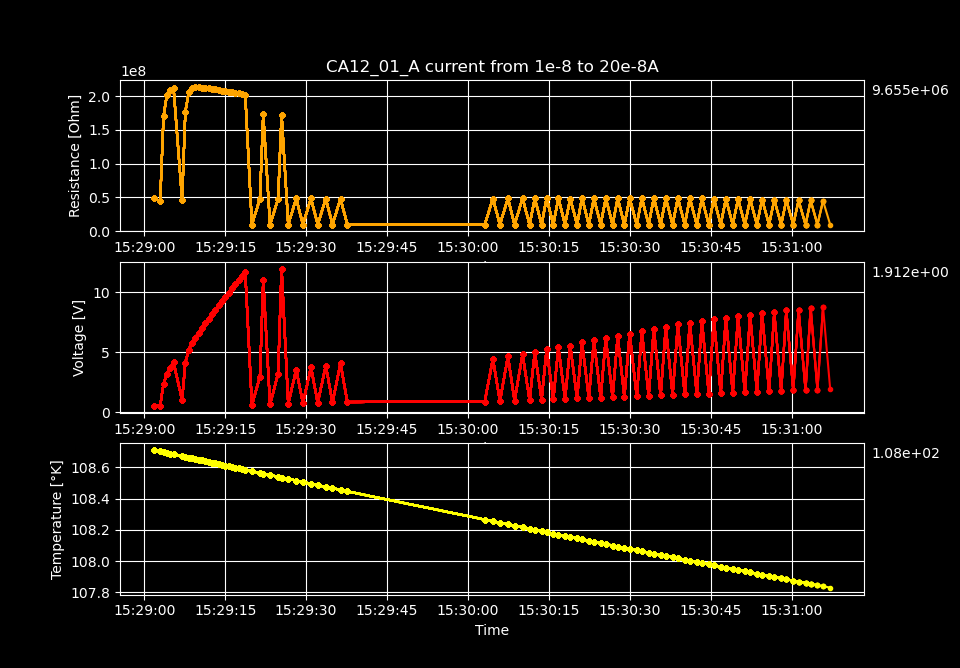 CA12_01_A current from 1e-8 to 20e-8A
1e8
9.655e+06
Resistance [Ohm]
2.0
1.5
1.0
0.5
0.0
15:29:00 15:29:15 15:29:30 15:29:45 15:30:00 15:30:15 15:30:30 15:30:45 15:31:00
1.912e+00
Voltage [V]
10
5
0
15:29:00 15:29:15 15:29:30 15:29:45 15:30:00 15:30:15 15:30:30 15:30:45 15:31:00
1.08e+02
Temperature [°K]
108.6
108.4
108.2
108.0
107.8
15:29:00 15:29:15 15:29:30 15:29:45 15:30:00 15:30:15 15:30:30 15:30:45 15:31:00
Time